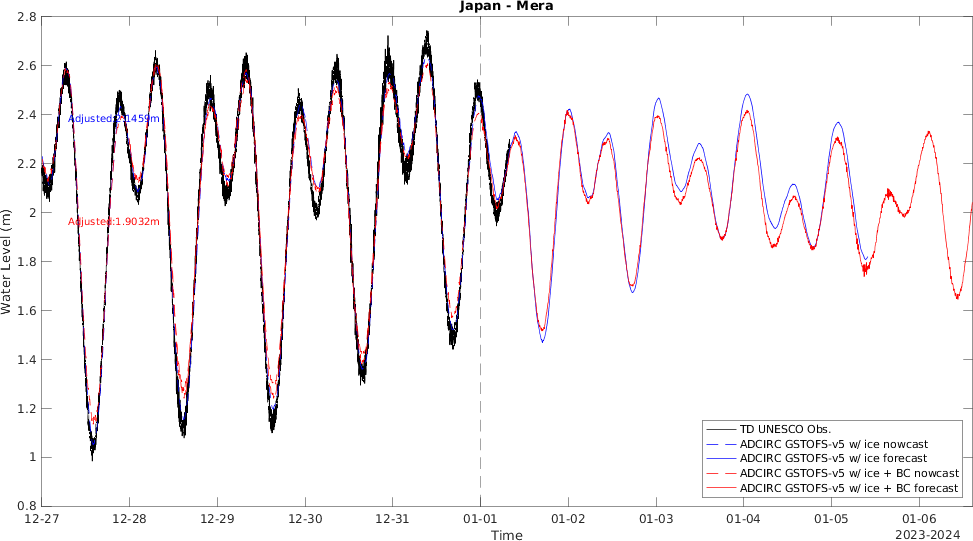 Japan - Mera
Water Level (m)
2.8
2.6
2.4
2.2
2
1.8
1.6
1.4
1.2
1
0.8
Adjusted:2.1459m
Adjusted:1.9032m
TD UNESCO Obs.
ADCIRC GSTOFS-v5 w/ ice nowcast
ADCIRC GSTOFS-v5 w/ ice forecast
ADCIRC GSTOFS-v5 w/ ice + BC nowcast
ADCIRC GSTOFS-v5 w/ ice + BC forecast
12-27 12-28 12-29 12-30 12-31 01-01 01-02 01-03 01-04 01-05 01-06
Time
2023-2024